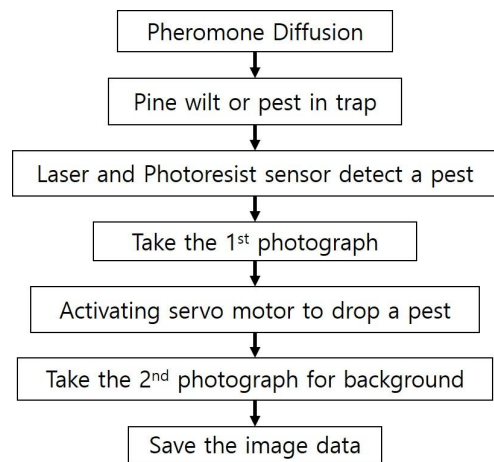 Pheromone Diffusion
Pine wilt or pest in trap
Laser and Photoresist sensor detect a pest
Take the 1st photograph
Activating servo motor to drop a pest
Take the 2nd photograph for background
Save the image data